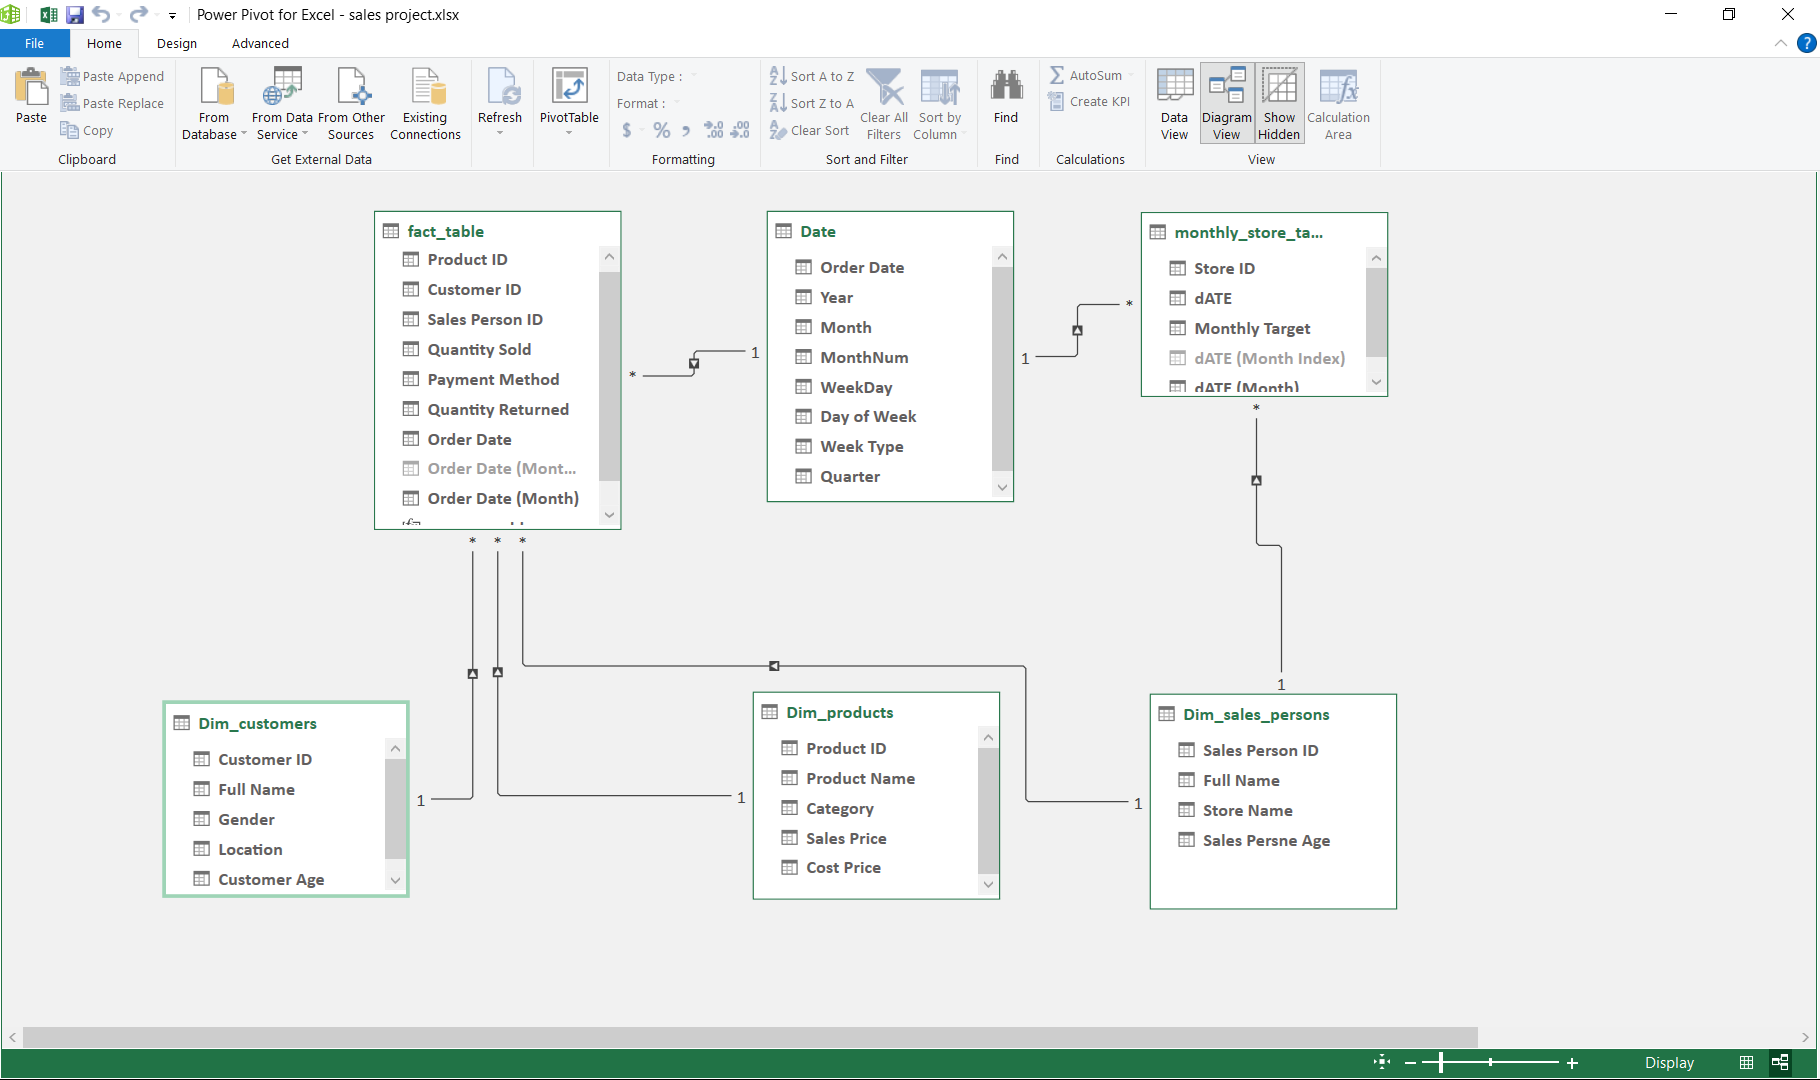 Power Pivot for Excel - sales project.xlsx
File
Home
Design
Advanced
?
Paste
Paste Append
Paste Replace
Copy
Clipboard
From Database
From Data Service
From Other Sources
Existing Connections
Get External Data
Refresh
PivotTable
Data Type :
Format :
$ % ,
Formatting
Sort A to Z
Sort Z to A
Clear Sort
Clear All Filters
Sort by Column
Sort and Filter
Find
Find
AutoSum
Create KPI
Calculations
Data View
Diagram View
Show Hidden
Calculation Area
View
fact_table
Product ID
Customer ID
Sales Person ID
Quantity Sold
Payment Method
Quantity Returned
Order Date
Order Date (Mont...
Order Date (Month)
* 1
Date
Order Date
Year
Month
MonthNum
WeekDay
Day of Week
Week Type
Quarter
1 *
monthly_store_ta...
Store ID
dATE
Monthly Target
dATE (Month Index)
dATE (Month)
* * *
*
1
Dim_customers
Customer ID
Full Name
Gender
Location
Customer Age
1
1
Dim_products
Product ID
Product Name
Category
Sales Price
Cost Price
1
Dim_sales_persons
Sales Person ID
Full Name
Store Name
Sales Persne Age
Display